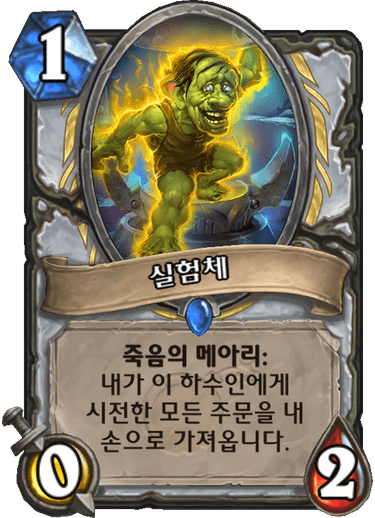 1
실험체
죽음의 메아리:
내가 이 하수인에게
시전한 모든 주문을 내
손으로 가져옵니다.
0
2